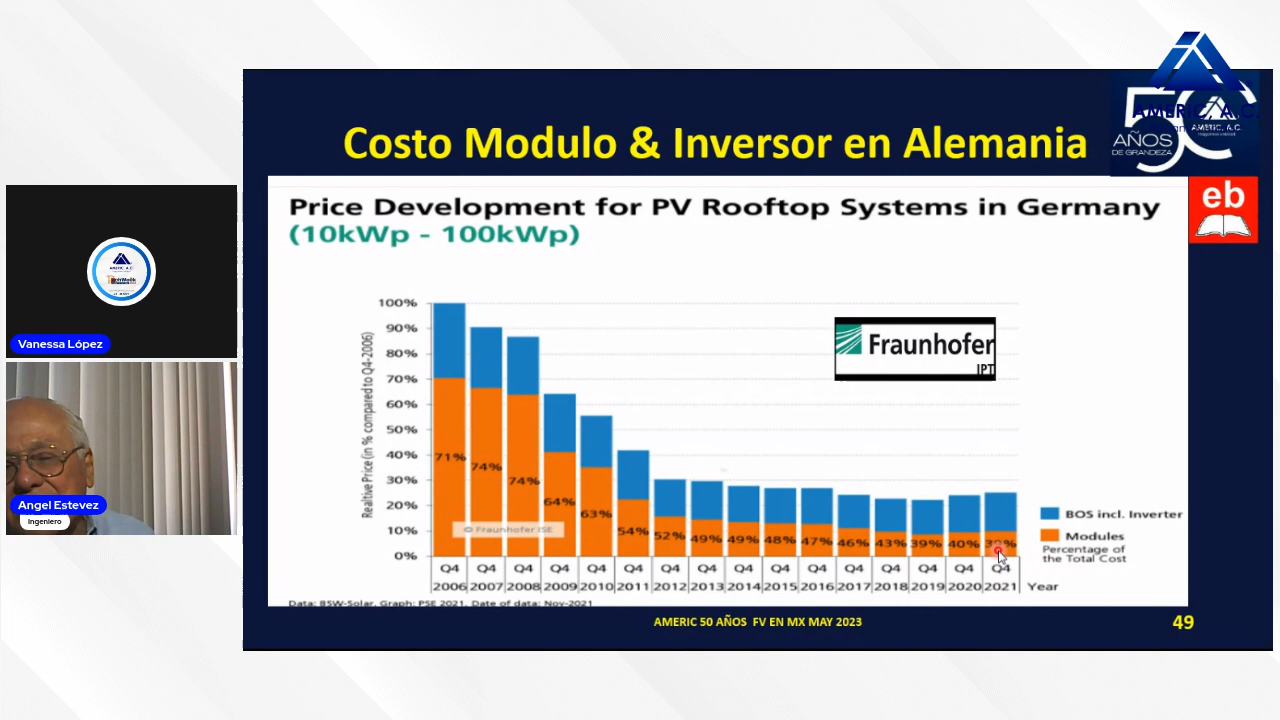 AMERIC, A.C.
50
AÑOS
DE GRANDEZA
AMERIC, A.C.
Costo Modulo & Inversor en Alemania
eb
Price Development for PV Rooftop Systems in Germany
(10kWp - 100kWp)
Fraunhofer
IPT
Realtive Price (in % compared to Q4-2006)
100%
90%
80%
70%
60%
50%
40%
30%
20%
10%
0%
71% 74% 74% 64% 63% 54% 52% 49% 49% 48% 47% 46% 43% 39% 40%
© Fraunhofer ISE
BOS incl. Inverter
Modules
Percentage of
the Total Cost
Q4 Q4 Q4 Q4 Q4 Q4 Q4 Q4 Q4 Q4 Q4 Q4 Q4 Q4 Q4 Q4
2006 2007 2008 2009 2010 2011 2012 2013 2014 2015 2016 2017 2018 2019 2020 2021 Year
Data: BSW-Solar. Graph: PSE 2021. Date of data: Nov-2021
AMERIC 50 AÑOS FV EN MX MAY 2023
49
Vanessa López
Angel Estevez
Ingeniero